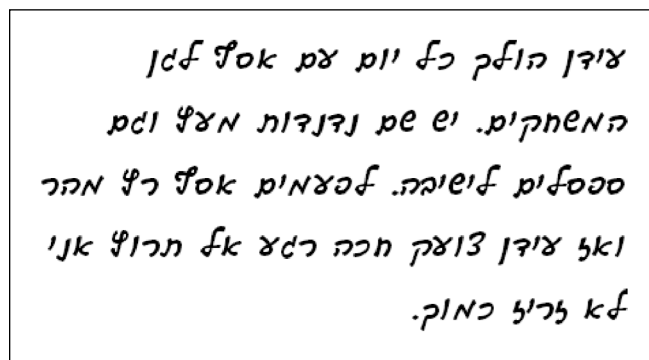 עידן הולך כל יום עם אסף לגן
המשחקים. יש שם נדנדות מעץ וגם
ספסלים לישיבה. לפעמים אסף רץ מהר
ואז עידן צועק חכה רגע אל תרוץ אני
לא זריז כמוך.